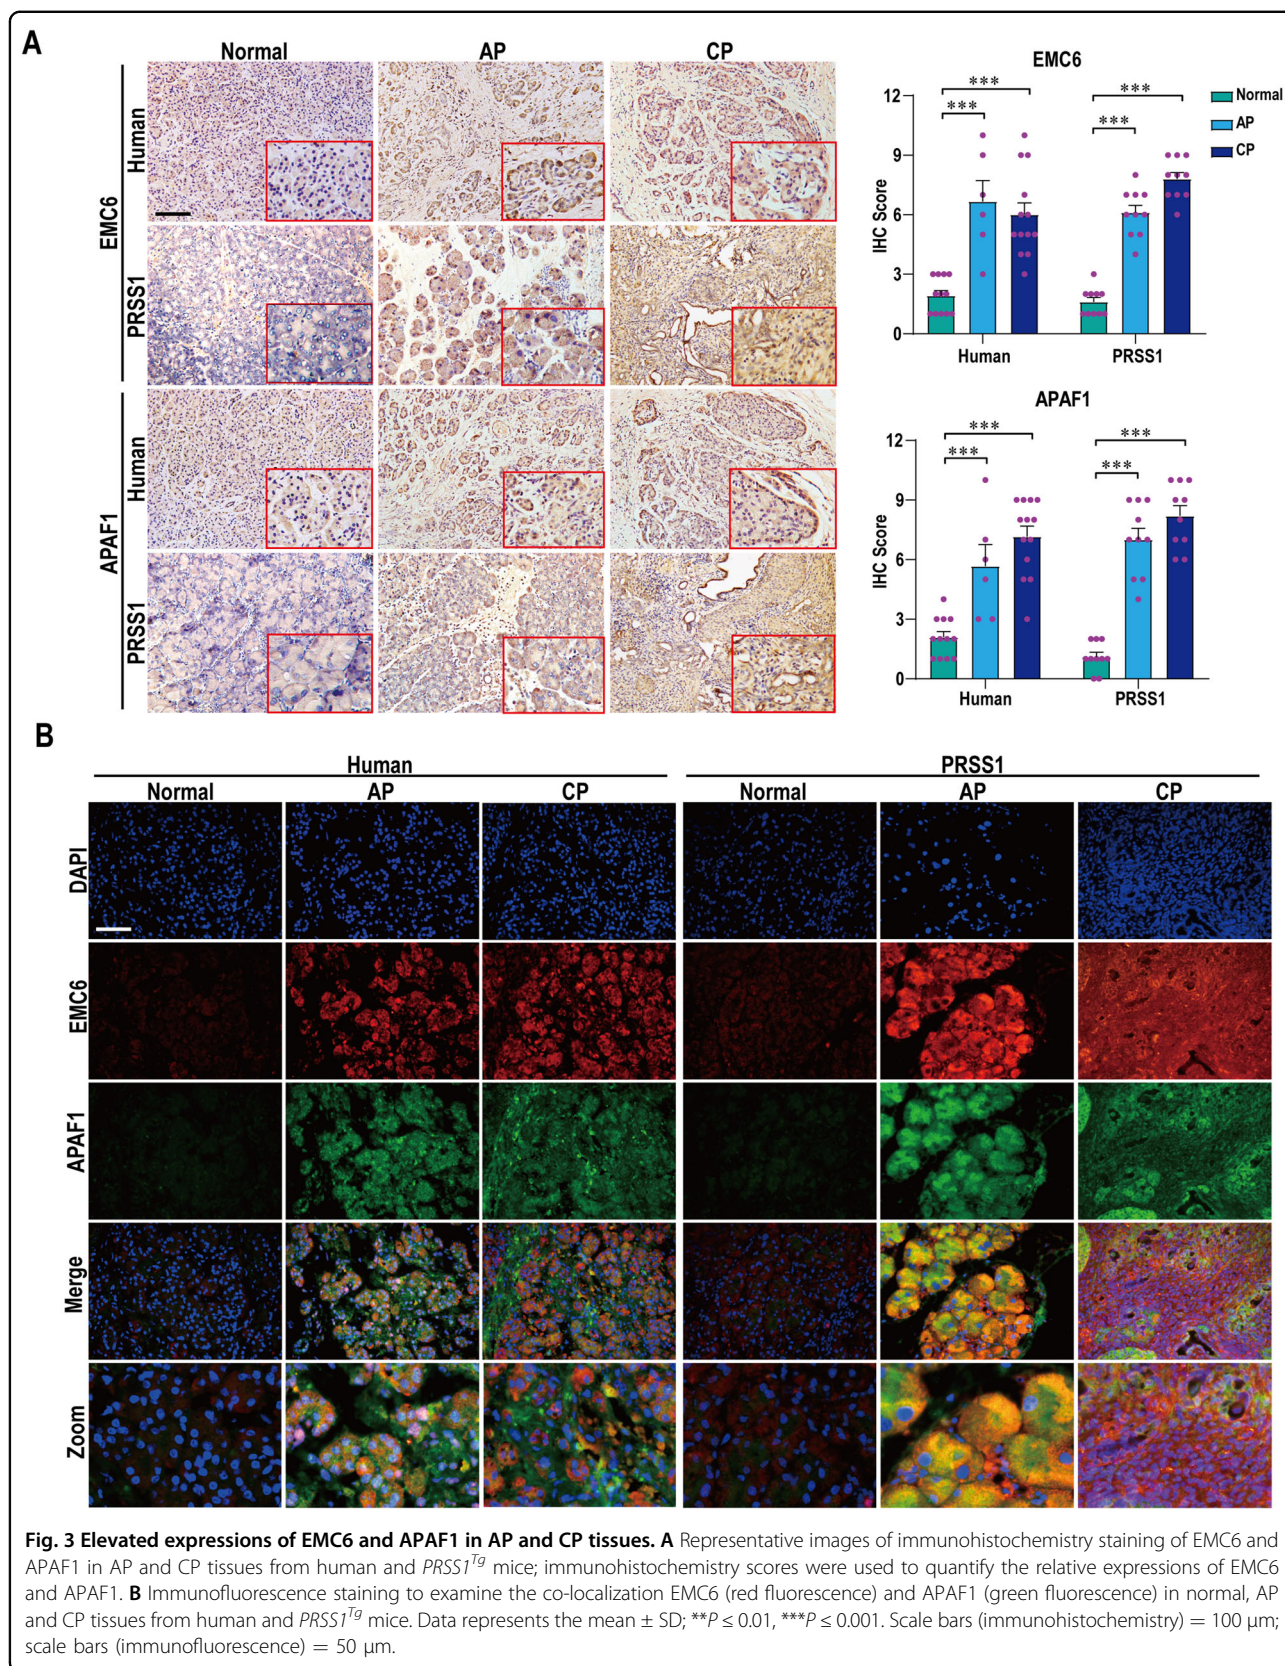 A
Normal
AP
CP
EMC6
Human
PRSS1
APAF1
Human
PRSS1
EMC6
***
***
***
***
Normal
AP
CP
IHC Score
12
9
6
3
0
Human
PRSS1
APAF1
***
***
***
***
IHC Score
12
9
6
3
0
Human
PRSS1
B
Human
PRSS1
Normal
AP
CP
Normal
AP
CP
DAPI
EMC6
APAF1
Merge
Zoom
Fig. 3 Elevated expressions of EMC6 and APAF1 in AP and CP tissues. A Representative images of immunohistochemistry staining of EMC6 and
APAF1 in AP and CP tissues from human and PRSS1Tg mice; immunohistochemistry scores were used to quantify the relative expressions of EMC6
and APAF1. B Immunofluorescence staining to examine the co-localization EMC6 (red fluorescence) and APAF1 (green fluorescence) in normal, AP
and CP tissues from human and PRSS1Tg mice. Data represents the mean ± SD; **P ≤ 0.01, ***P ≤ 0.001. Scale bars (immunohistochemistry) = 100 μm;
scale bars (immunofluorescence) = 50 μm.